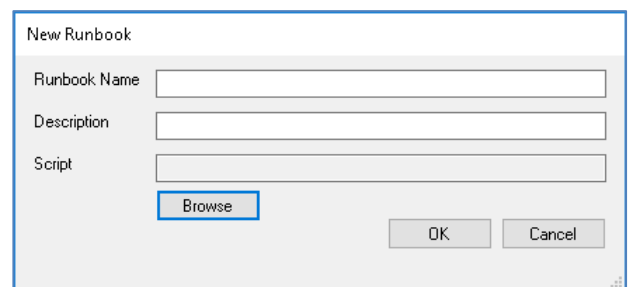 New Runbook
Runbook Name
Description
Script
Browse
OK Cancel